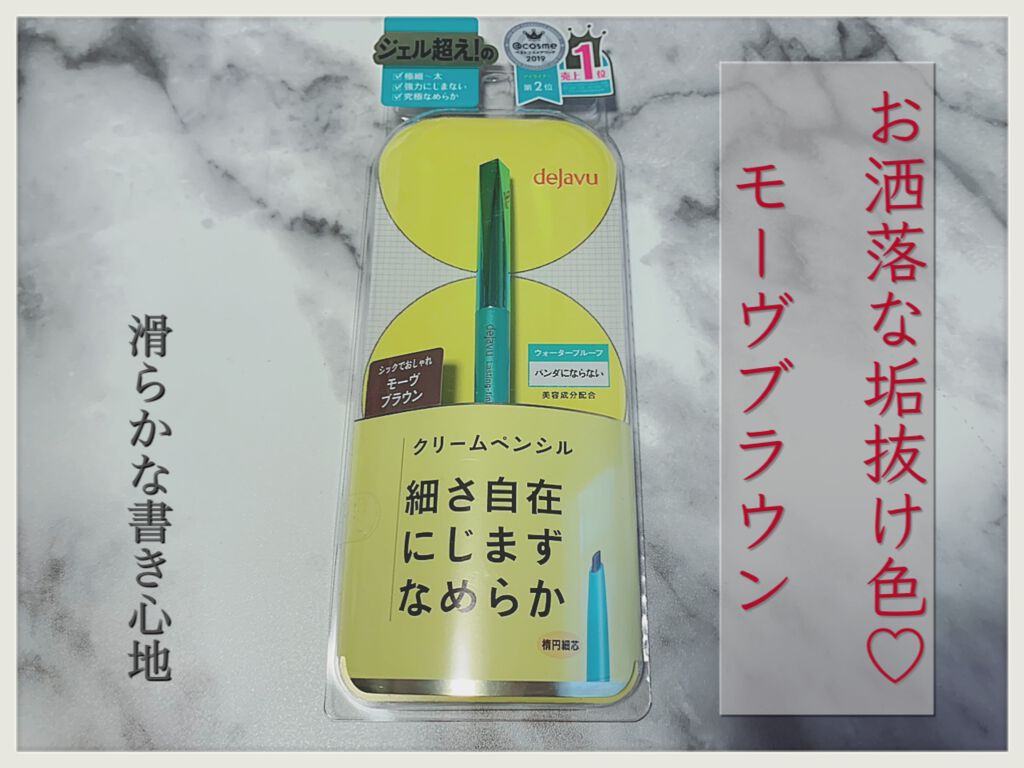 お洒落な垢抜け色♡
モーヴブラウン
滑らかな書き心地
ジェル超え!の
極細~太
強力にじまない
究極なめらか
@cosme
2019
アイライナー
第2位
売上1位
deJavu
シックでおしゃれ
モーヴ
ブラウン
ウォータープルーフ
パンダにならない
美容成分配合
クリームペンシル
細さ自在
にじまず
なめらか
楕円細芯